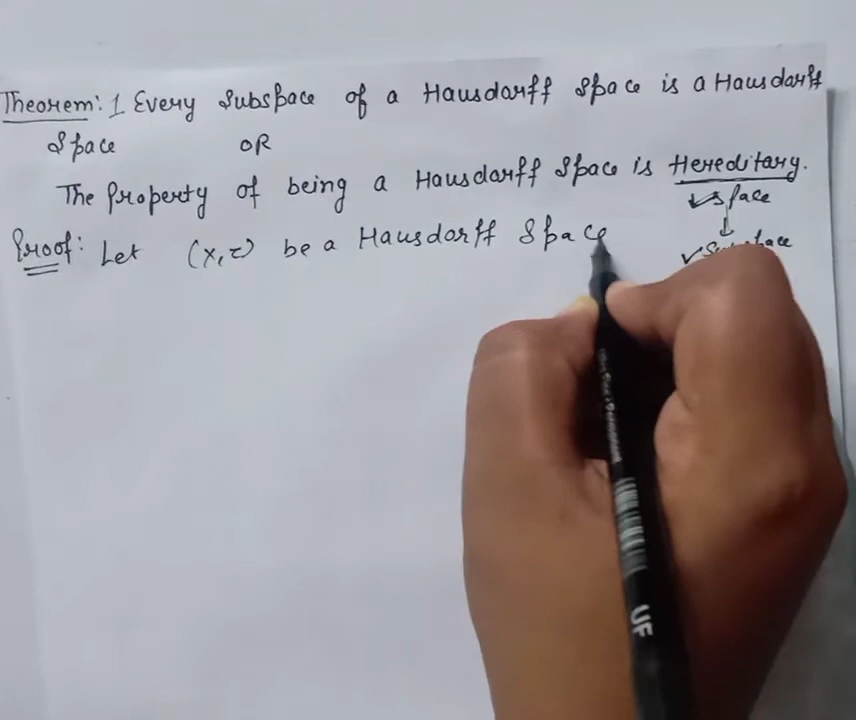 Theorem: 1 Every Subspace of a Hausdorff Space is a Hausdorff
Space OR
The Property of being a Hausdorff Space is Hereditary.
Space
↓
Proof: Let (X,τ) be a Hausdorff Space
UF